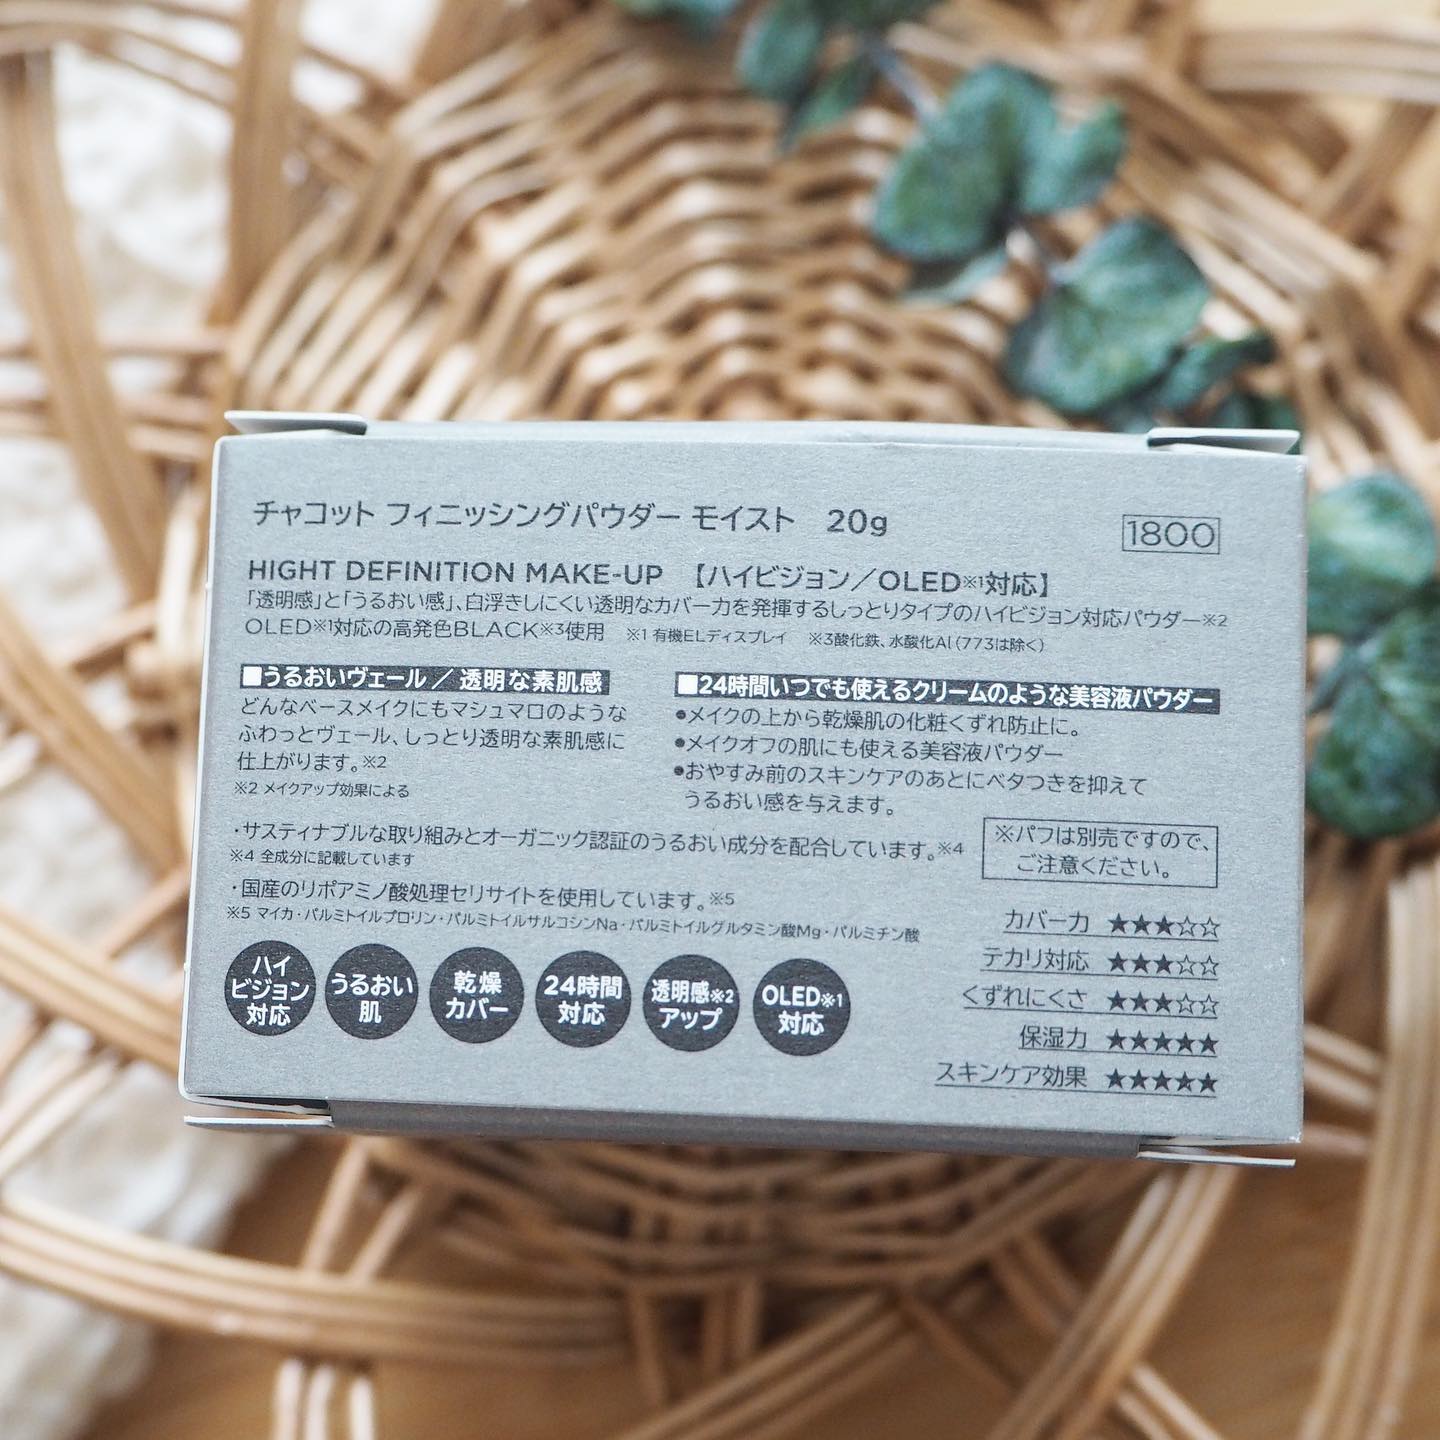 チャコット フィニッシングパウダー モイスト 20g
1800
HIGHT DEFINITION MAKE-UP 【ハイビジョン/OLED※1対応】
「透明感」と「うるおい感」、白浮きしにくい透明なカバー力を発揮するしっとりタイプのハイビジョン対応パウダー※2
OLED※1対応の高発色BLACK※3使用 ※1 有機ELディスプレイ ※3酸化鉄、水酸化Al(773は除く)
■うるおいヴェール/透明な素肌感
どんなベースメイクにもマシュマロのような
ふわっとヴェール、しっとり透明な素肌感に
仕上がります。※2
※2 メイクアップ効果による
■24時間いつでも使えるクリームのような美容液パウダー
●メイクの上から乾燥肌の化粧くずれ防止に。
●メイクオフの肌にも使える美容液パウダー
●おやすみ前のスキンケアのあとにベタつきを抑えて
うるおい感を与えます。
・サスティナブルな取り組みとオーガニック認証のうるおい成分を配合しています。※4
※4 全成分に記載しています
・国産のリポアミノ酸処理セリサイトを使用しています。※5
※5 マイカ・パルミトイルプロリン・パルミトイルサルコシンNa・パルミトイルグルタミン酸Mg・パルミチン酸
※パフは別売ですので、
ご注意ください。
ハイ
ビジョン
対応
うるおい
肌
乾燥
カバー
24時間
対応
透明感※2
アップ
OLED※1
対応
カバー力 ★★★☆☆
テカリ対応 ★★★☆☆
くずれにくさ ★★★☆☆
保湿力 ★★★★★
スキンケア効果 ★★★★★